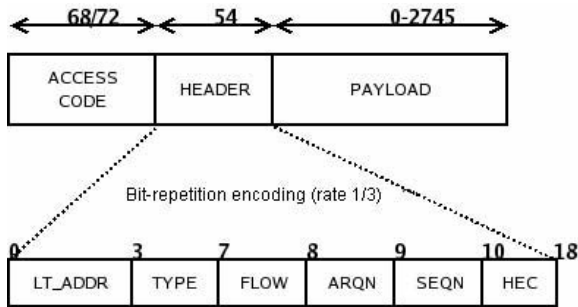 68/72 54 0-2745
ACCESS CODE HEADER PAYLOAD
Bit-repetition encoding (rate 1/3)
0 3 7 8 9 10 18
LT_ADDR TYPE FLOW ARQN SEQN HEC